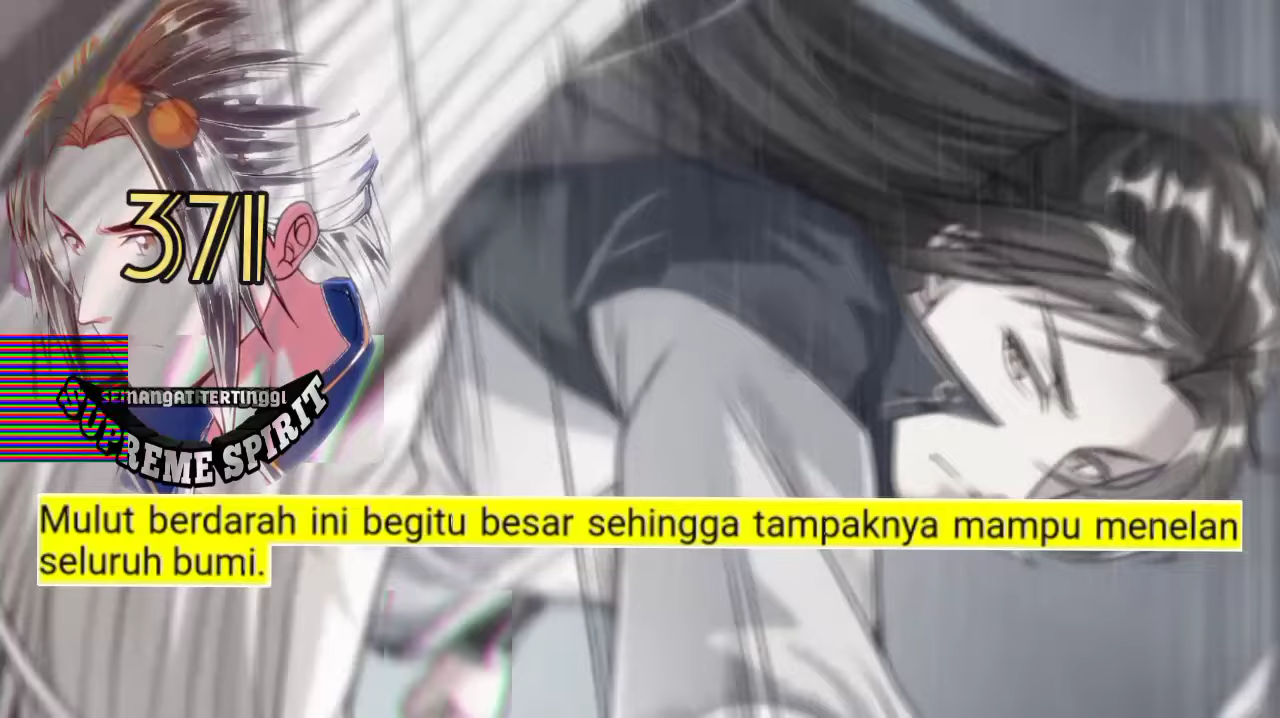 371
SEMANGAT TERTINGGI
SUPREME SPIRIT
Mulut berdarah ini begitu besar sehingga tampaknya mampu menelan
seluruh bumi.